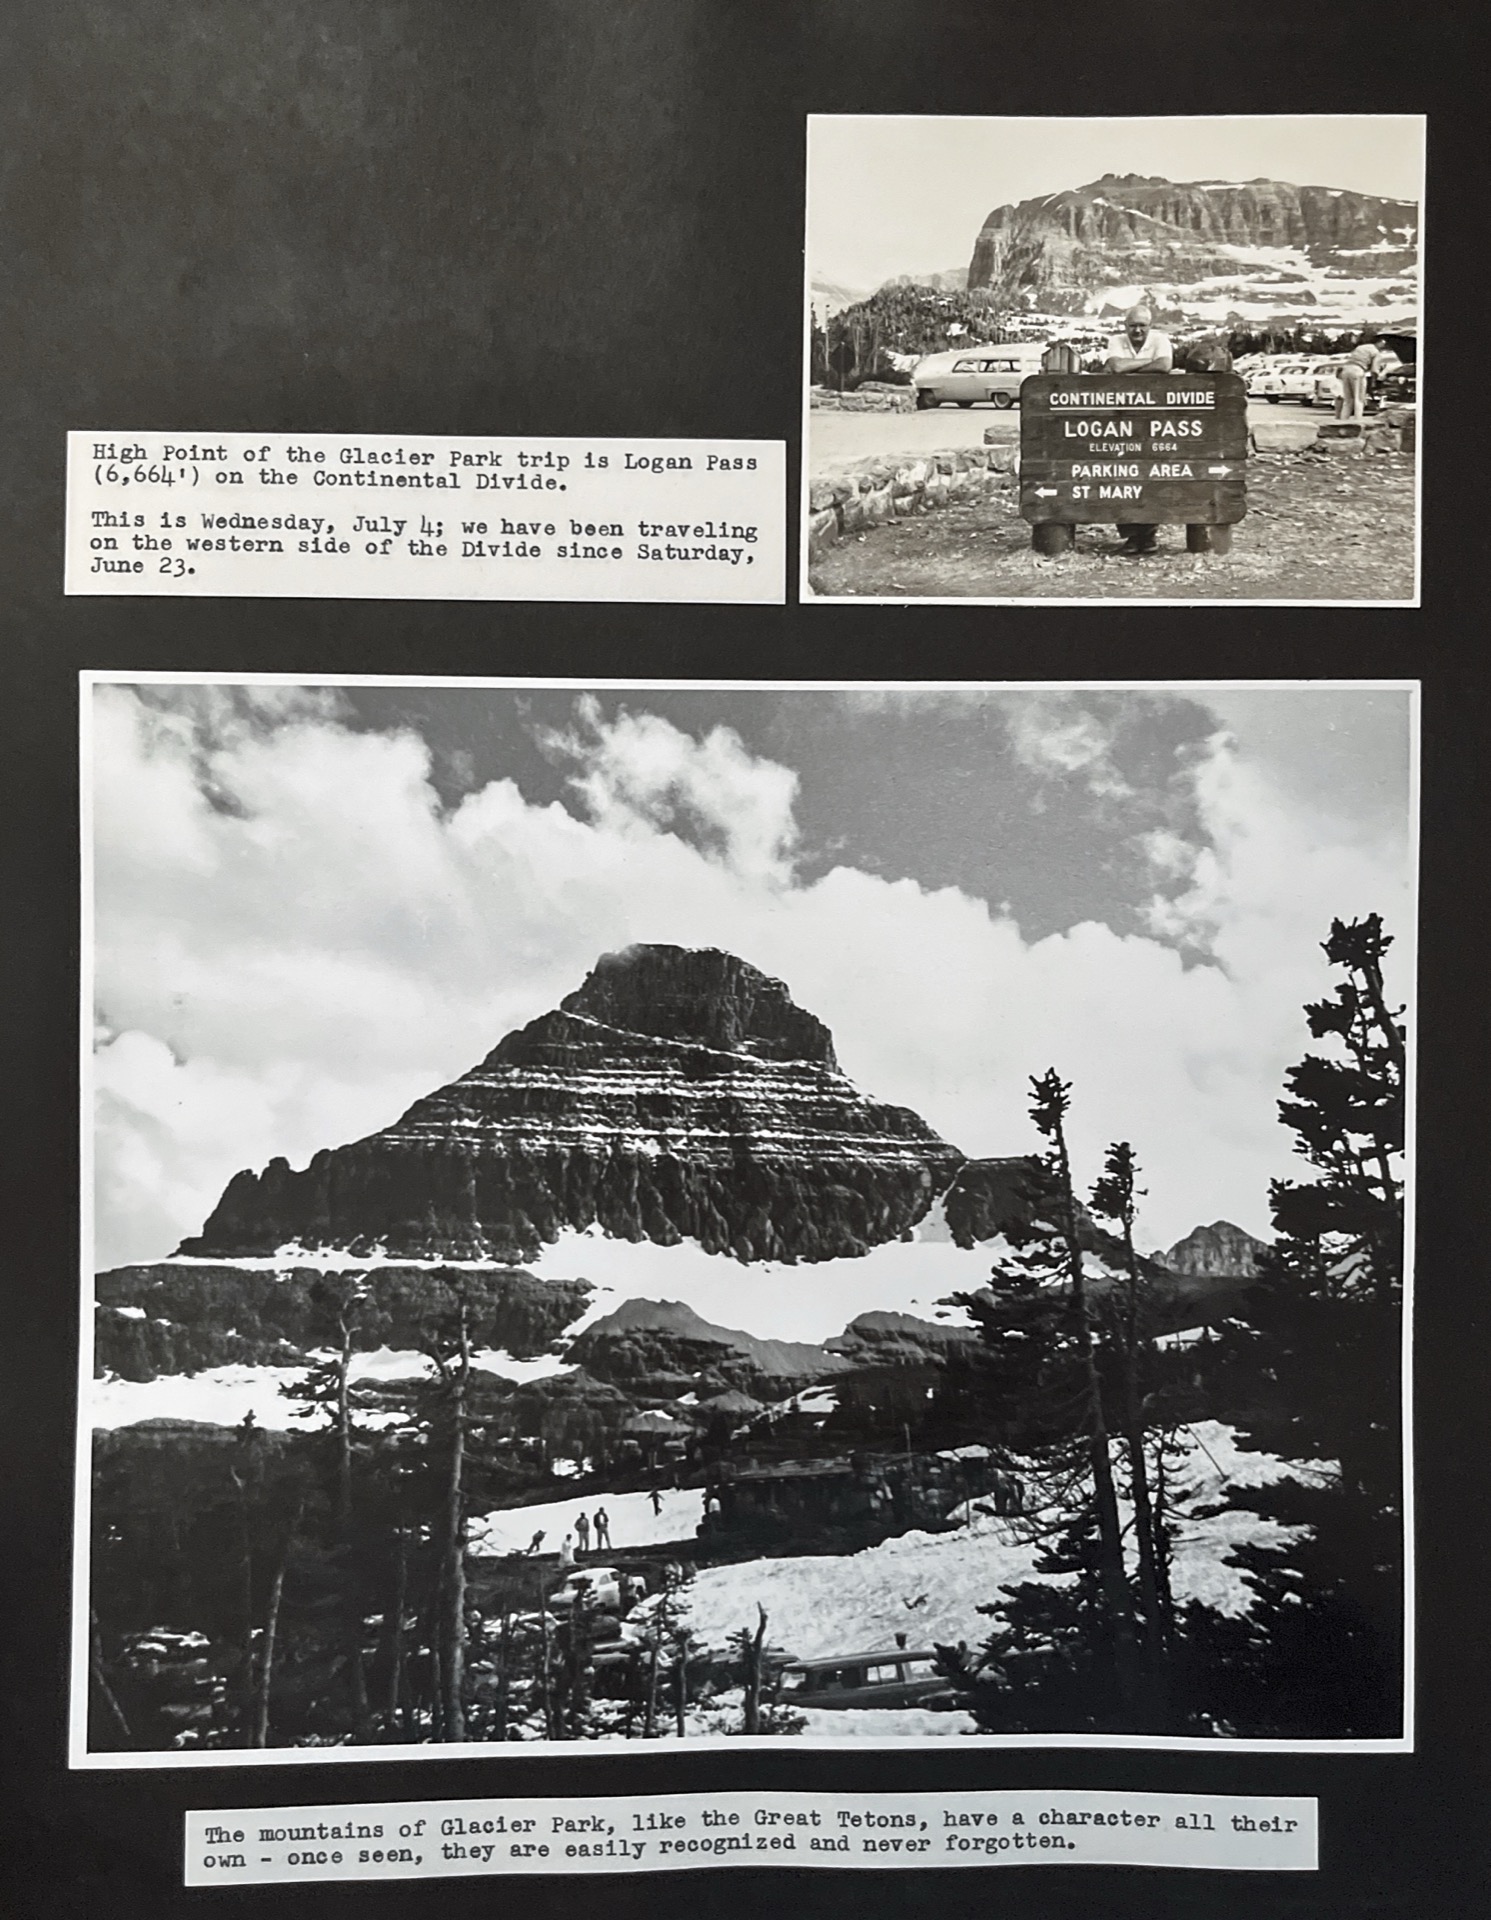 High Point of the Glacier Park trip is Logan Pass
(6,664') on the Continental Divide.
This is Wednesday, July 4; we have been traveling
on the western side of the Divide since Saturday,
June 23.
CONTINENTAL DIVIDE
LOGAN PASS
ELEVATION 6664
PARKING AREA →
← ST MARY
The mountains of Glacier Park, like the Great Tetons, have a character all their
own - once seen, they are easily recognized and never forgotten.